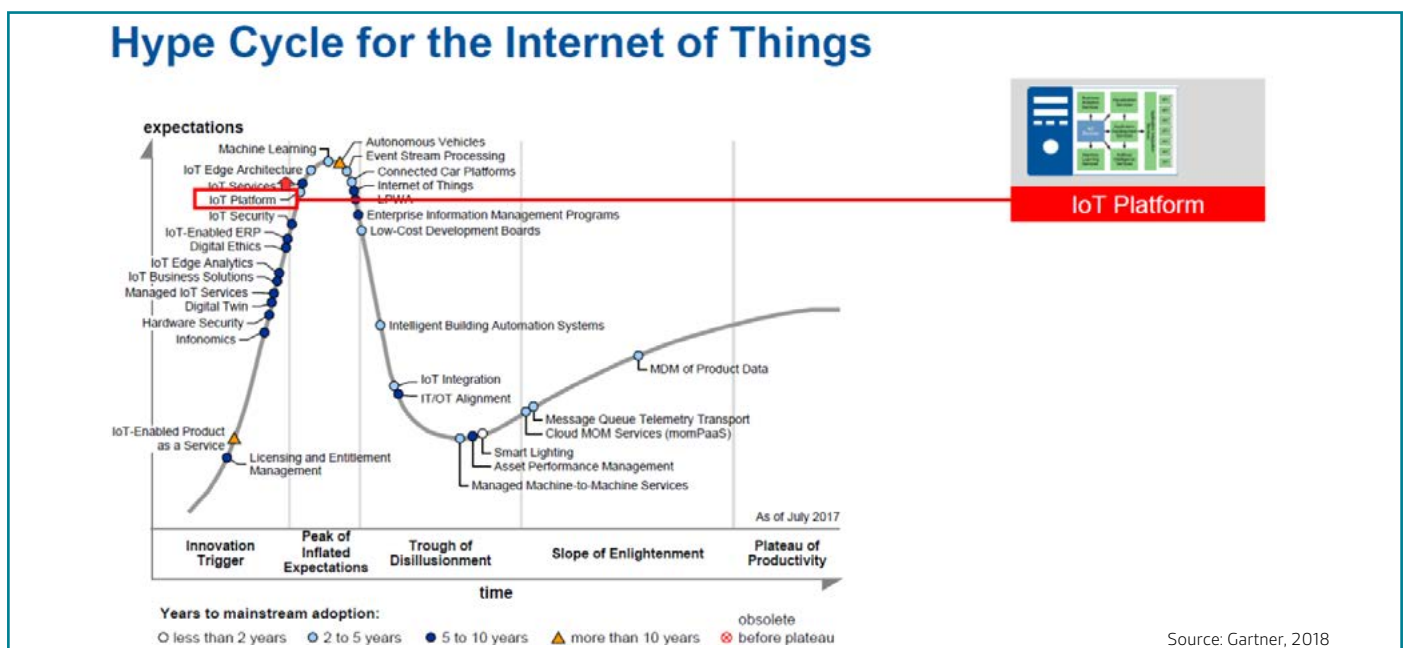 Hype Cycle for the Internet of Things
expectations
Machine Learning
Autonomous Vehicles
Event Stream Processing
IoT Edge Architecture
Connected Car Platforms
IoT Services
Internet of Things
IoT Platform
LPWA
IoT Platform
IoT Security
Enterprise Information Management Programs
IoT-Enabled ERP
Low-Cost Development Boards
Digital Ethics
IoT Edge Analytics
IoT Business Solutions
Managed IoT Services
Digital Twin
Hardware Security
Infonomics
Intelligent Building Automation Systems
MDM of Product Data
IoT Integration
IT/OT Alignment
Message Queue Telemetry Transport
Cloud MOM Services (momPaaS)
IoT-Enabled Product
as a Service
Licensing and Entitlement
Management
Smart Lighting
Asset Performance Management
Managed Machine-to-Machine Services
As of July 2017
Innovation
Trigger
Peak of
Inflated
Expectations
Trough of
Disillusionment
Slope of Enlightenment
Plateau of
Productivity
time
Years to mainstream adoption:
less than 2 years
2 to 5 years
5 to 10 years
more than 10 years
obsolete
before plateau
Source: Gartner, 2018